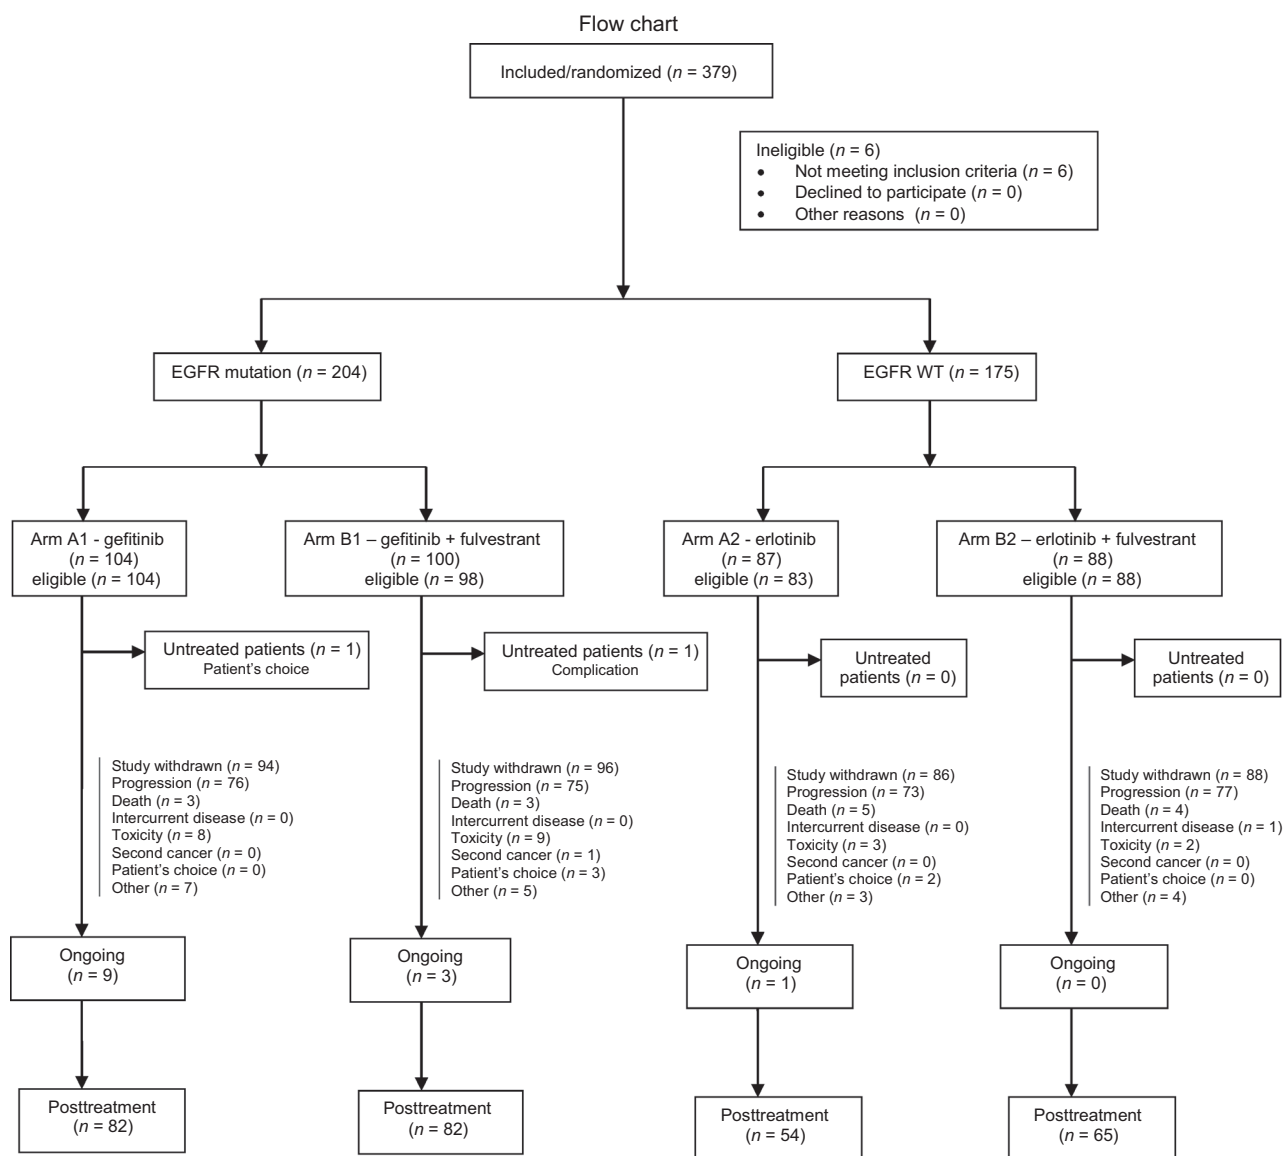 Flow chart
Included/randomized (n = 379)
Ineligible (n = 6)
• Not meeting inclusion criteria (n = 6)
• Declined to participate (n = 0)
• Other reasons (n = 0)
EGFR mutation (n = 204)
EGFR WT (n = 175)
Arm A1 - gefitinib
(n = 104)
eligible (n = 104)
Arm B1 – gefitinib + fulvestrant
(n = 100)
eligible (n = 98)
Arm A2 - erlotinib
(n = 87)
eligible (n = 83)
Arm B2 – erlotinib + fulvestrant
(n = 88)
eligible (n = 88)
Untreated patients (n = 1)
Patient's choice
Untreated patients (n = 1)
Complication
Untreated
patients (n = 0)
Untreated
patients (n = 0)
Study withdrawn (n = 94)
Progression (n = 76)
Death (n = 3)
Intercurrent disease (n = 0)
Toxicity (n = 8)
Second cancer (n = 0)
Patient's choice (n = 0)
Other (n = 7)
Study withdrawn (n = 96)
Progression (n = 75)
Death (n = 3)
Intercurrent disease (n = 0)
Toxicity (n = 9)
Second cancer (n = 1)
Patient's choice (n = 3)
Other (n = 5)
Study withdrawn (n = 86)
Progression (n = 73)
Death (n = 5)
Intercurrent disease (n = 0)
Toxicity (n = 3)
Second cancer (n = 0)
Patient's choice (n = 2)
Other (n = 3)
Study withdrawn (n = 88)
Progression (n = 77)
Death (n = 4)
Intercurrent disease (n = 1)
Toxicity (n = 2)
Second cancer (n = 0)
Patient's choice (n = 0)
Other (n = 4)
Ongoing
(n = 9)
Ongoing
(n = 3)
Ongoing
(n = 1)
Ongoing
(n = 0)
Posttreatment
(n = 82)
Posttreatment
(n = 82)
Posttreatment
(n = 54)
Posttreatment
(n = 65)